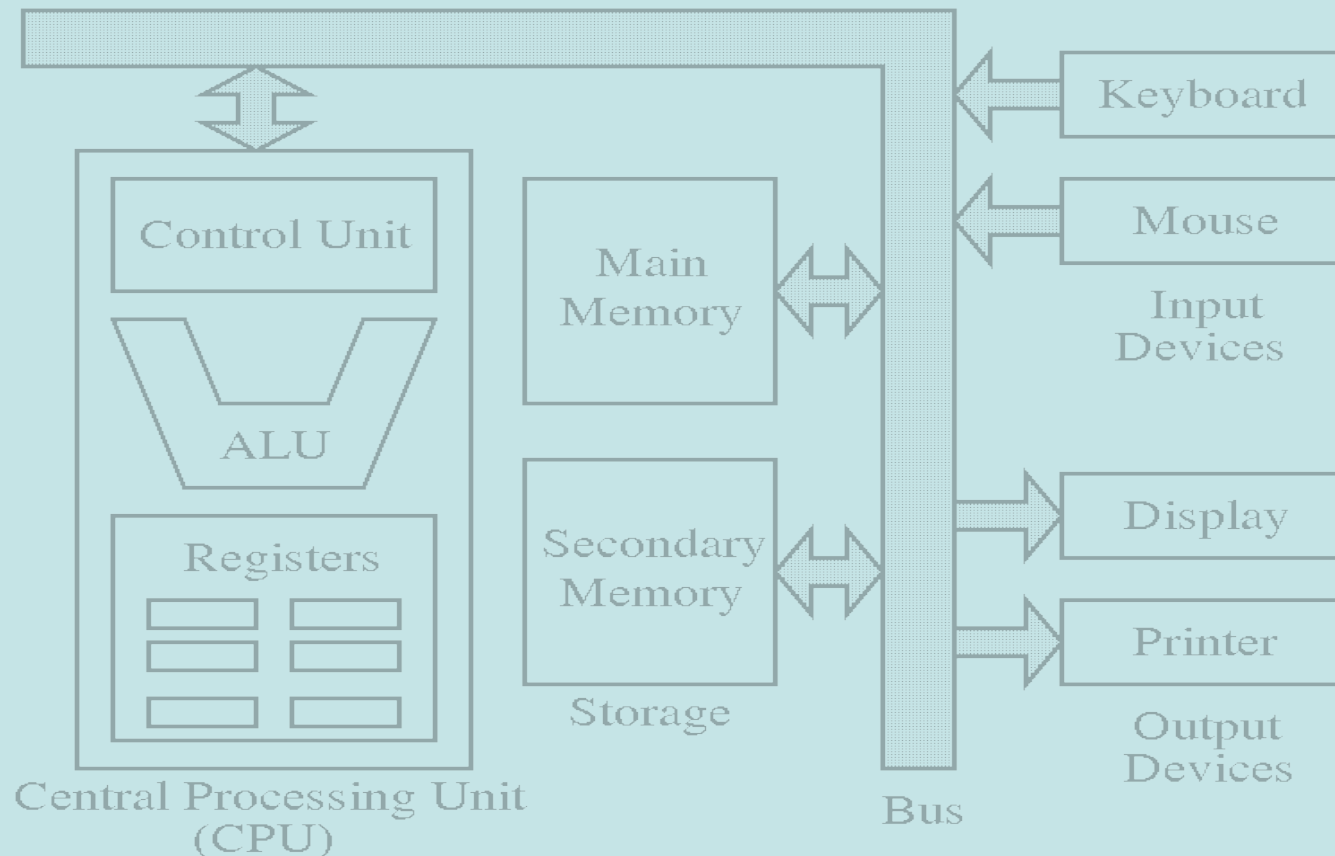 Keyboard
Control Unit
Mouse
Main
Memory
Input
Devices
ALU
Display
Registers
Secondary
Memory
Printer
Storage
Output
Devices
Central Processing Unit
(CPU)
Bus